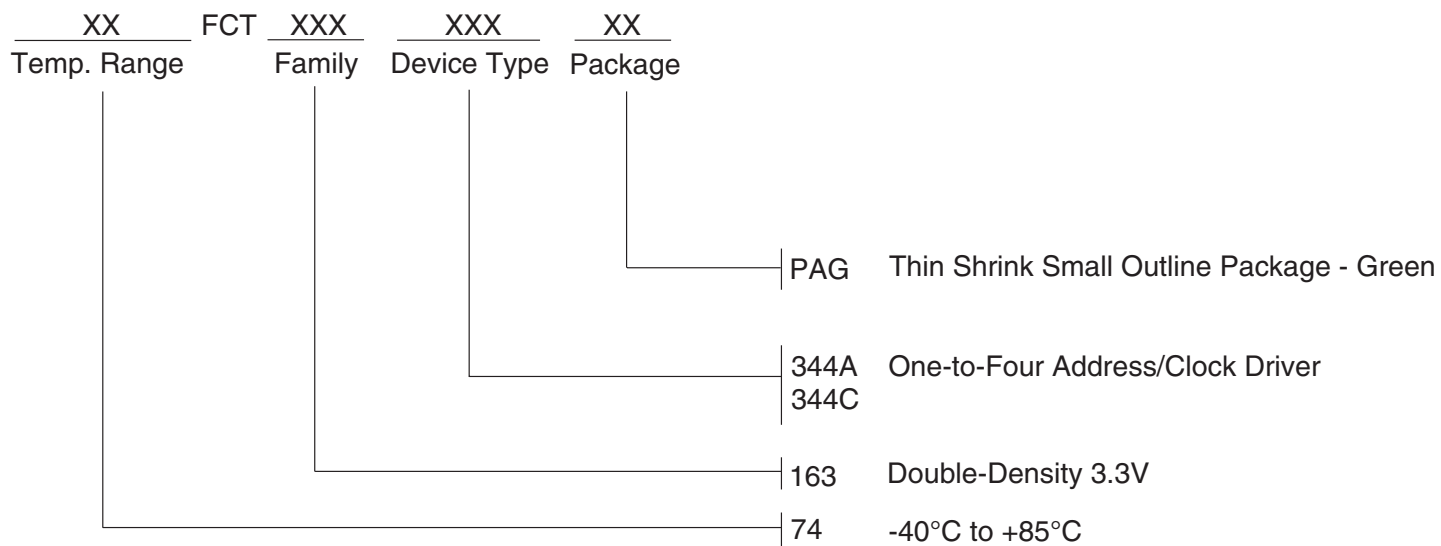 XX FCT XXX XXX XX
Temp. Range Family Device Type Package
PAG Thin Shrink Small Outline Package - Green
344A One-to-Four Address/Clock Driver
344C
163 Double-Density 3.3V
74 -40°C to +85°C